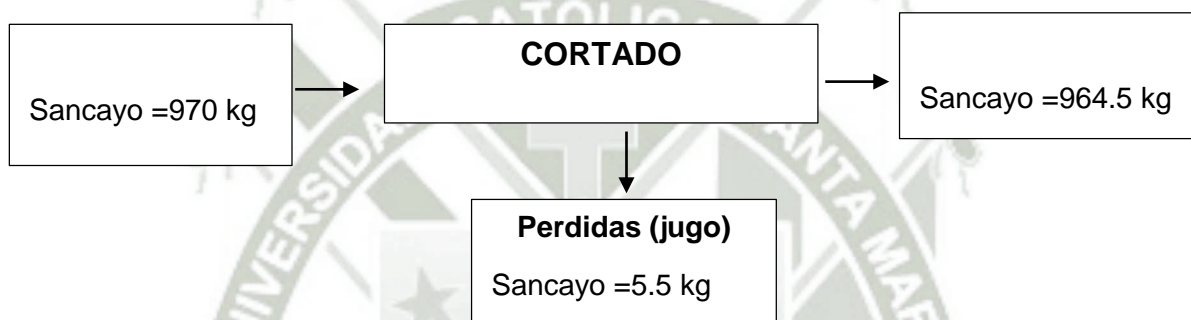 CORTADO
Sancayo =970 kg
Sancayo =964.5 kg
Perdidas (jugo)
Sancayo =5.5 kg